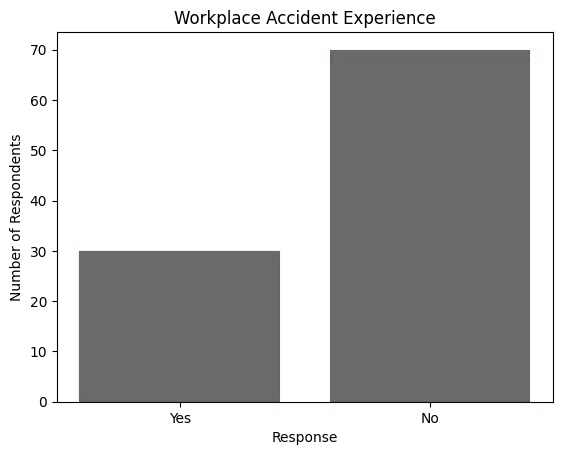 Workplace Accident Experience
Number of Respondents
70
60
50
40
30
20
10
0
Yes No
Response